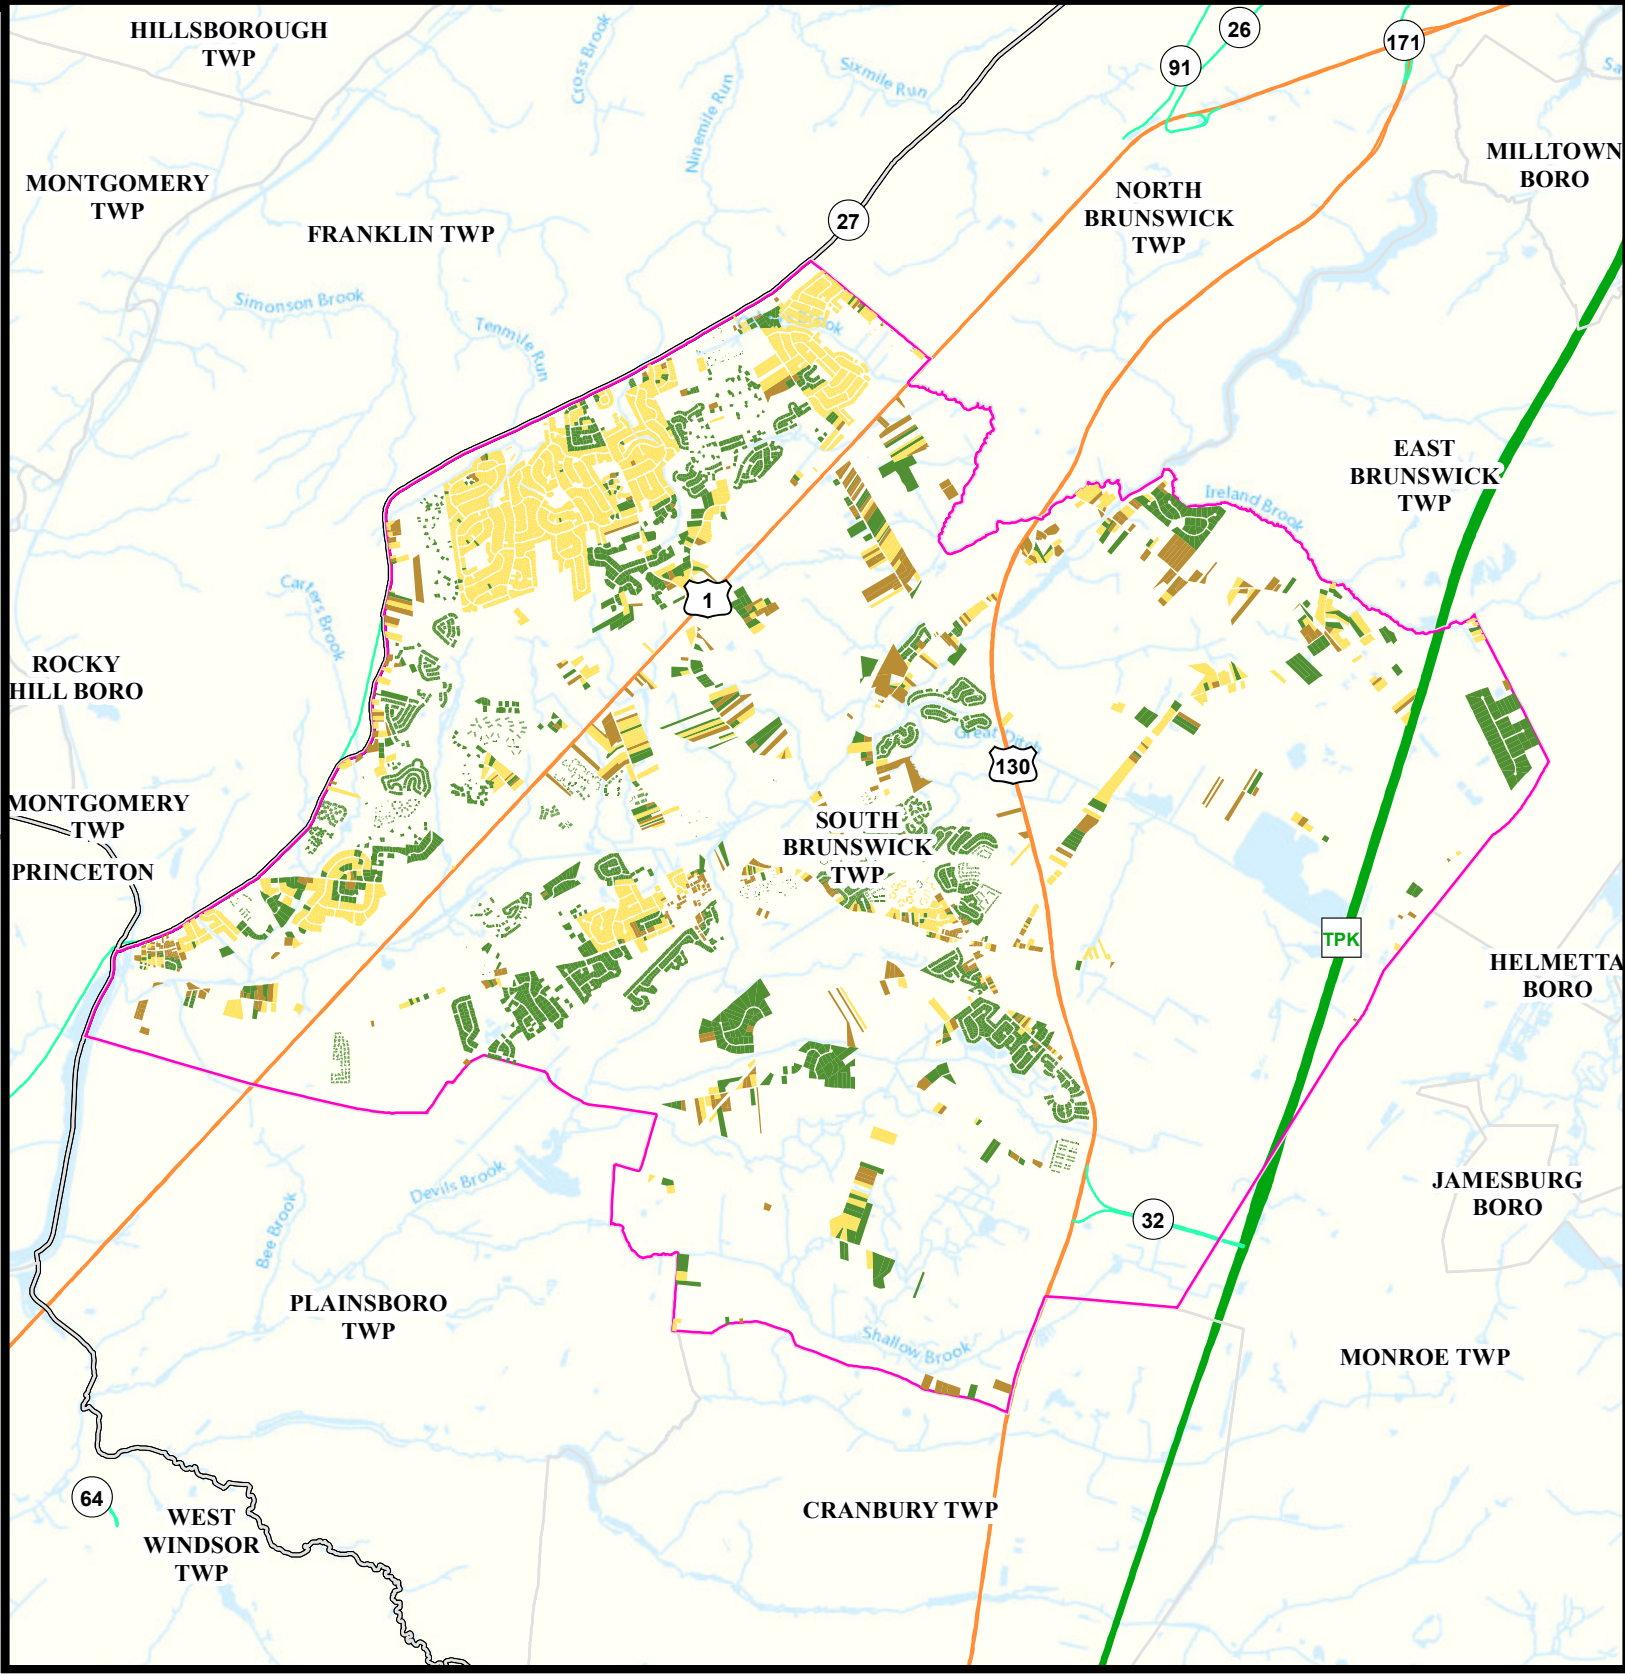 HILLSBOROUGH
TWP
Cross Brook
26
171
91
Sixmile Run
Ninemile Run
MILLTOWN
BORO
MONTGOMERY
TWP
NORTH
BRUNSWICK
TWP
FRANKLIN TWP
27
Simonson Brook
Tenmile Run
EAST
BRUNSWICK
TWP
Ireland Brook
Carters Brook
1
ROCKY
HILL BORO
Great Ditch
130
MONTGOMERY
TWP
SOUTH
BRUNSWICK
TWP
PRINCETON
TPK
HELMETTA
BORO
Devils Brook
JAMESBURG
BORO
32
Bee Brook
PLAINSBORO
TWP
Shallow Brook
MONROE TWP
64
WEST
WINDSOR
TWP
CRANBURY TWP